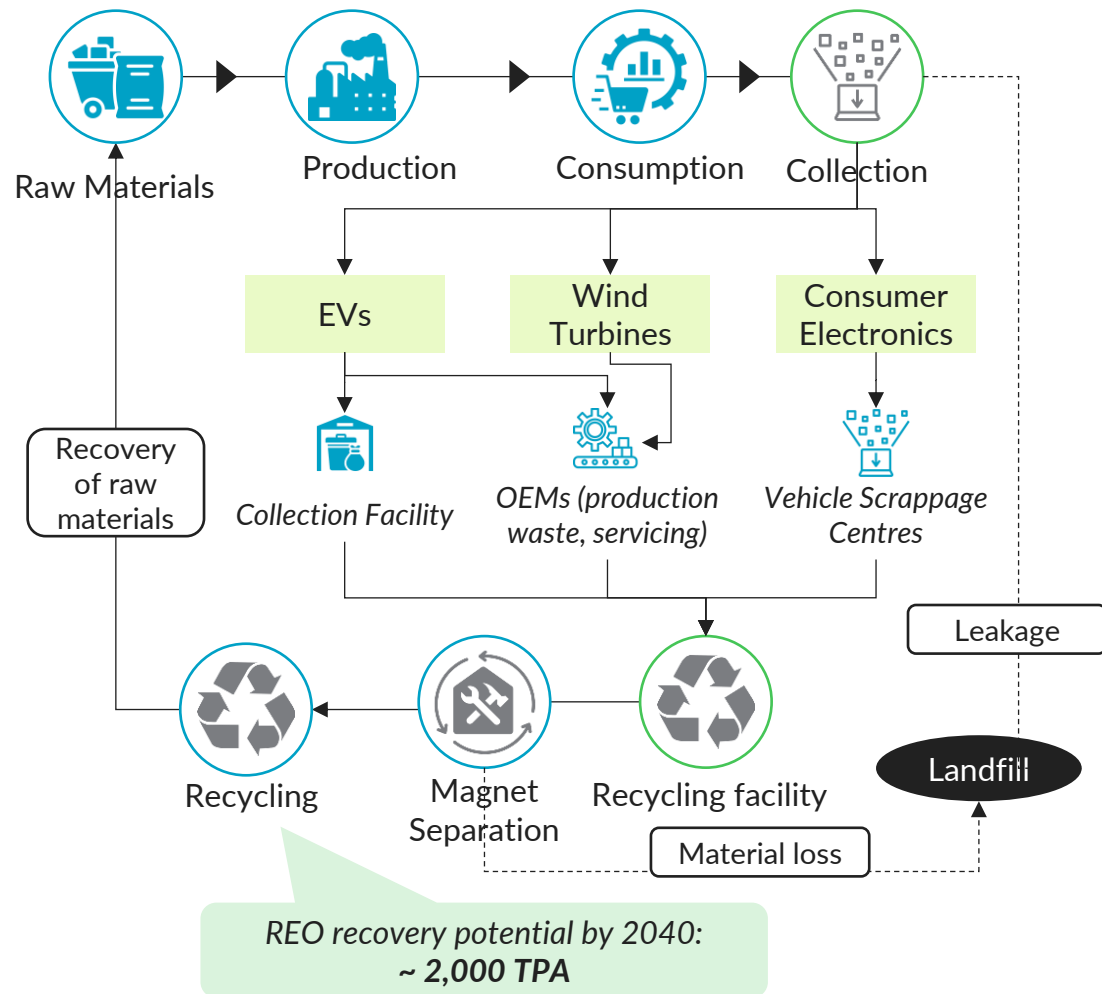 Raw Materials
Production
Consumption
Collection
EVs
Wind
Turbines
Consumer
Electronics
Recovery
of raw
materials
Collection Facility
OEMs (production
waste, servicing)
Vehicle Scrappage
Centres
Leakage
Recycling
Magnet
Separation
Recycling facility
Landfill
Material loss
REO recovery potential by 2040:
~ 2,000 TPA